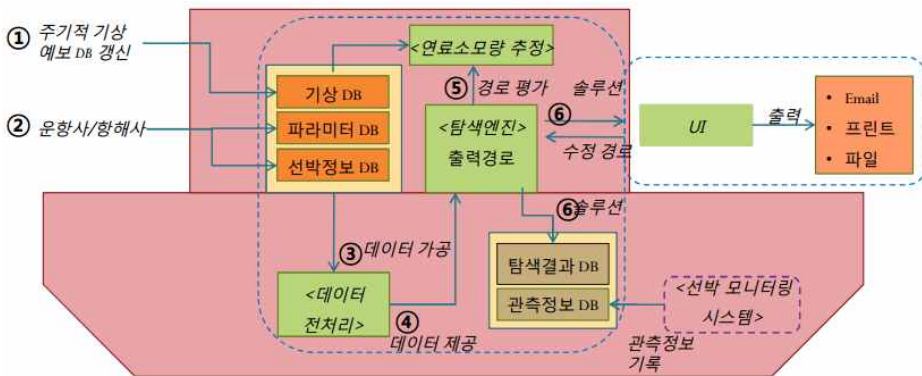 ① 주기적 기상
예보 DB 갱신
② 운항사/항해사
기상 DB
파라미터 DB
선박정보 DB
<연료소모량 추정>
⑤ 경로 평가
<탐색엔진>
출력경로
⑥ 솔루션
수정 경로
UI
출력
• Email
• 프린트
• 파일
⑥솔루션
③ 데이터 가공
<데이터
전처리>
④
데이터 제공
탐색결과 DB
관측정보 DB
<선박 모니터링
시스템>
관측정보
기록